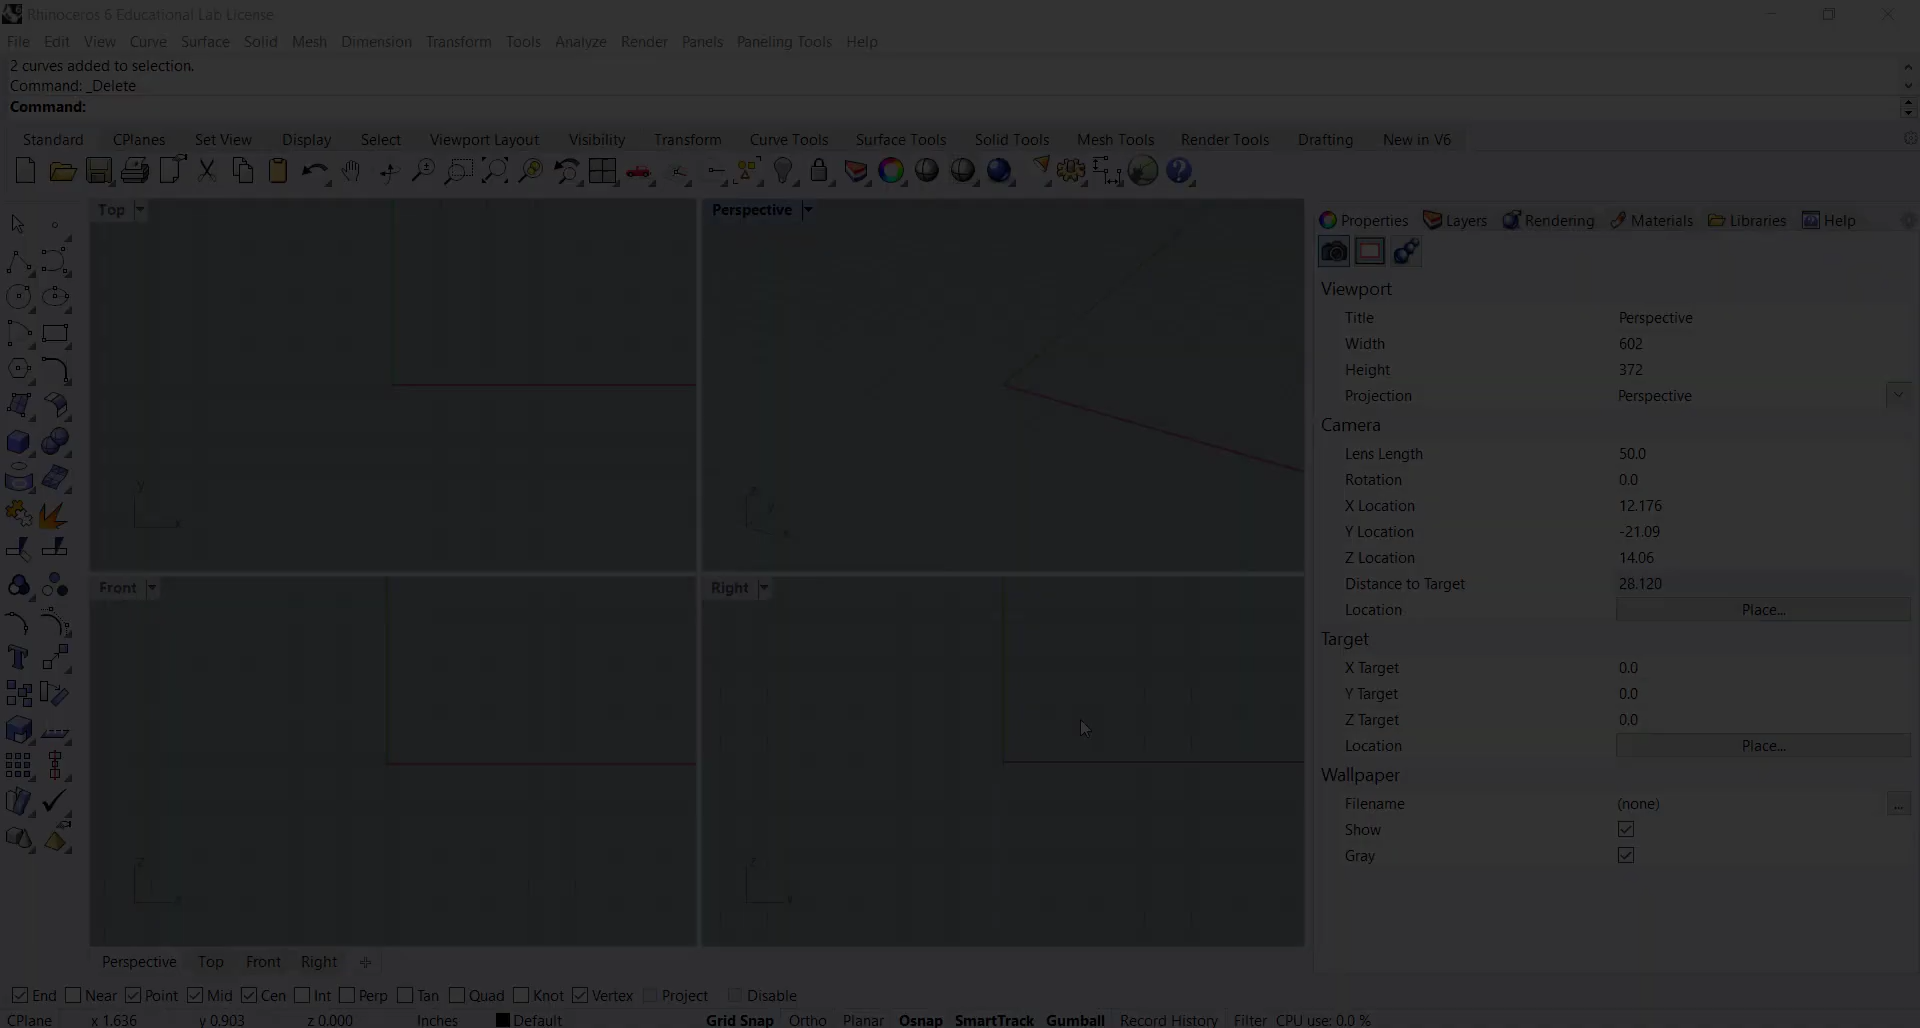 Rhinoceros 6 Educational Lab License
File Edit View Curve Surface Solid Mesh Dimension Transform Tools Analyze Render Panels Paneling Tools Help
2 curves added to selection.
Command: _Delete
Command:
Standard CPlanes Set View Display Select Viewport Layout Visibility Transform Curve Tools Surface Tools Solid Tools Mesh Tools Render Tools Drafting New in V6
Top
Perspective
Properties Layers Rendering Materials Libraries Help
Viewport
Title Perspective
Width 602
Height 372
Projection Perspective
Camera
Lens Length 50.0
Rotation 0.0
X Location 12.176
Y Location -21.09
Z Location 14.06
Distance to Target 28.120
Location Place...
Target
X Target 0.0
Y Target 0.0
Z Target 0.0
Location Place...
Wallpaper
Filename (none) ...
Show
Gray
y
x
z
y
x
Front
Right
z
x
z
x
Perspective Top Front Right
End Near Point Mid Cen Int Perp Tan Quad Knot Vertex Project Disable
CPlane x 1.636 y 0.903 z 0.000 Inches Default Grid Snap Ortho Planar Osnap SmartTrack Gumball Record History Filter CPU use: 0.0 %